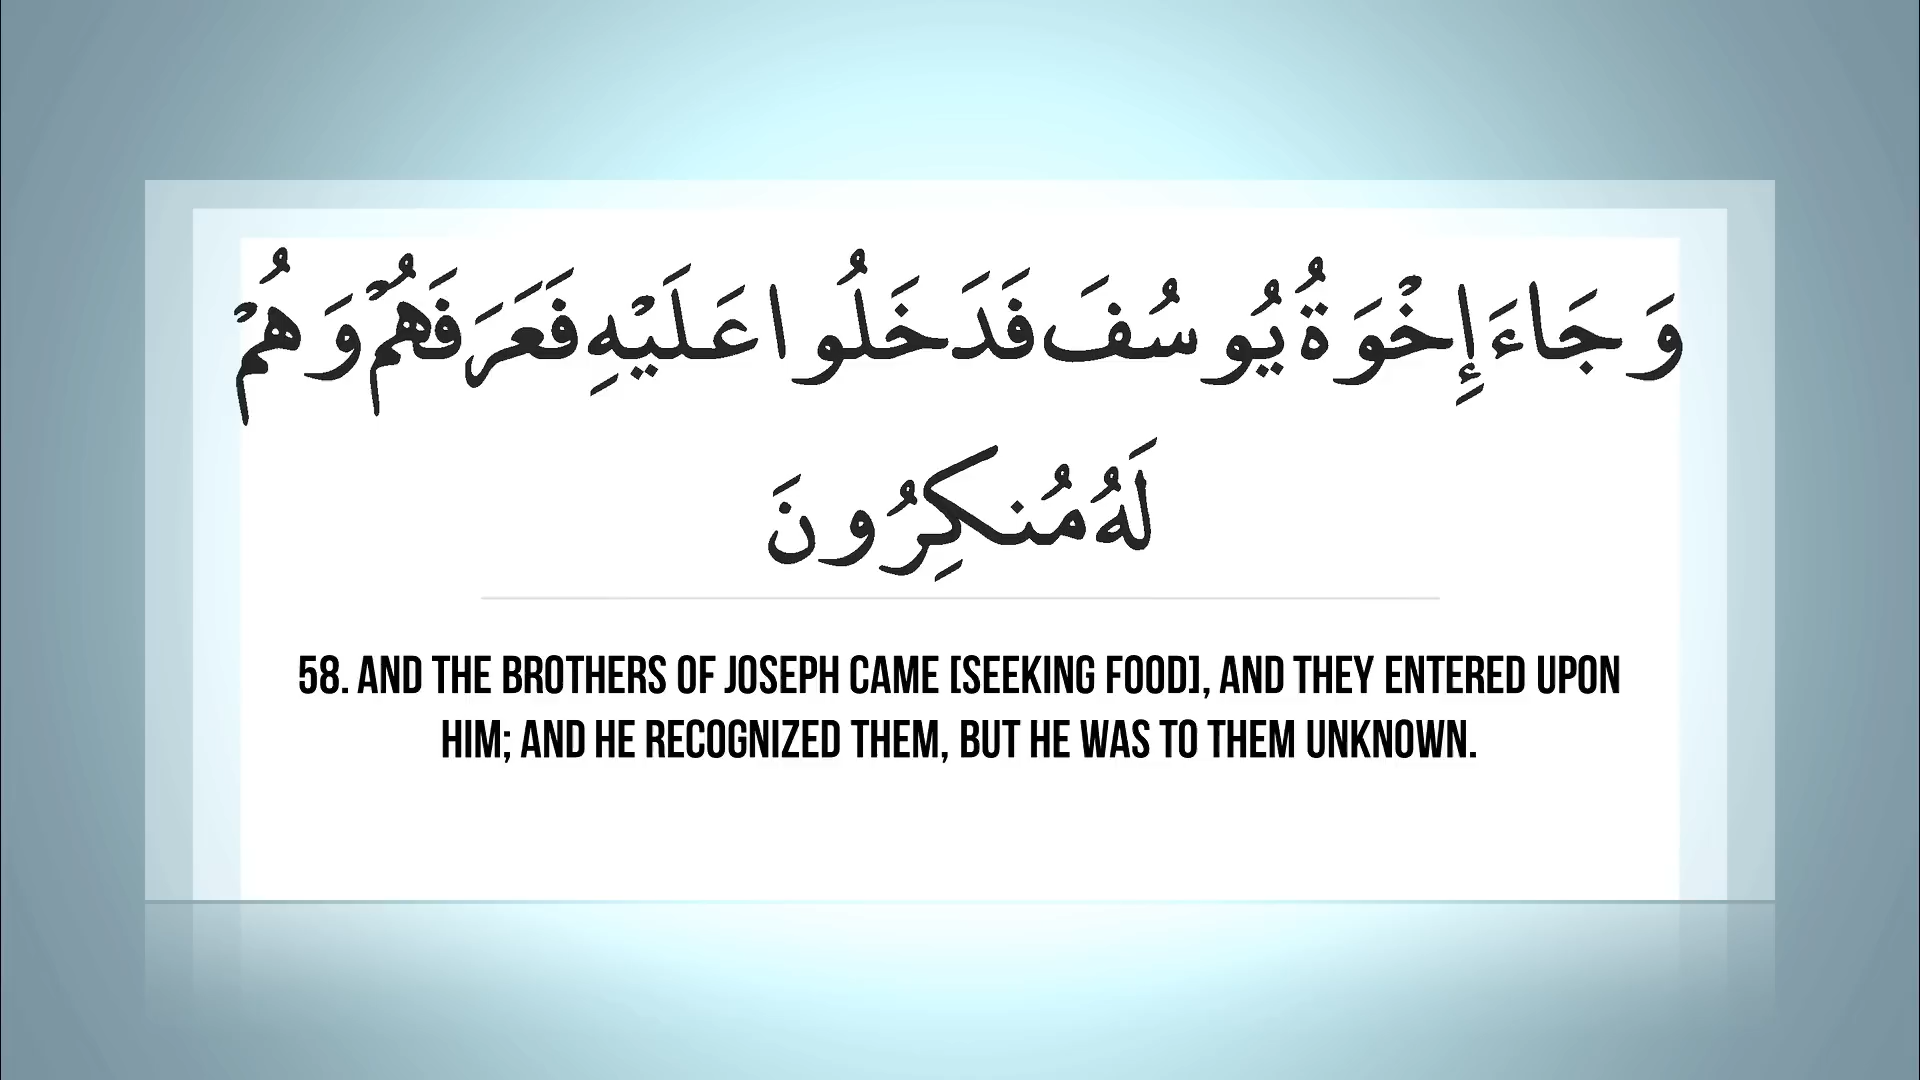 وَجَاءَ إِخْوَةُ يُوسُفَ فَدَخَلُوا عَلَيْهِ فَعَرَفَهُمْ وَهُمْ
لَهُ مُنكِرُونَ
58. AND THE BROTHERS OF JOSEPH CAME [SEEKING FOOD], AND THEY ENTERED UPON
HIM; AND HE RECOGNIZED THEM, BUT HE WAS TO THEM UNKNOWN.